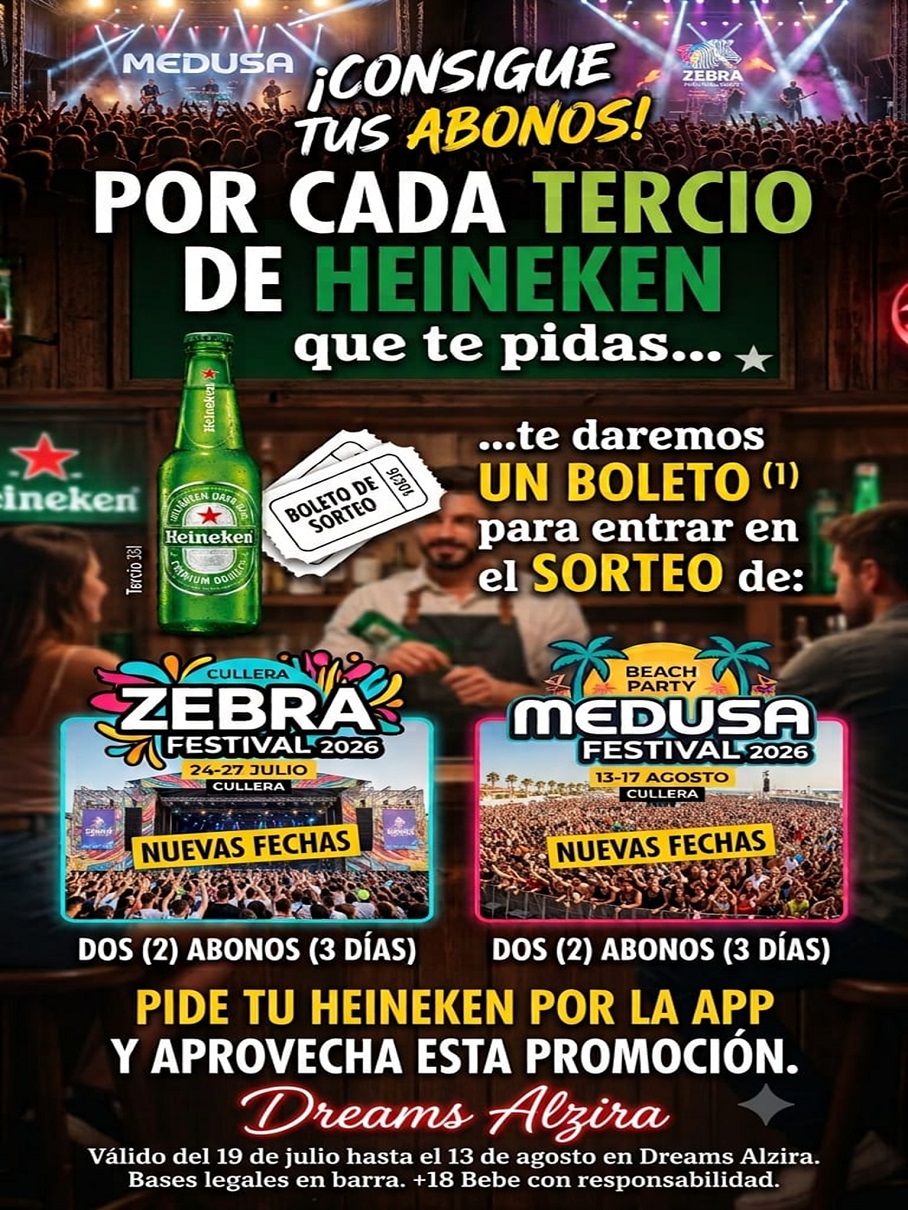 MEDUSA
ZEBRA
¡CONSIGUE
TUS ABONOS!
POR CADA TERCIO
DE HEINEKEN
que te pidas...
...te daremos
UN BOLETO (1)
para entrar en
el SORTEO de:
BOLETO DE
SORTEO
Heineken
Heineken
eineken
Tercio
CULLERA
ZEBRA
FESTIVAL 2026
24-27 JULIO
CULLERA
NUEVAS FECHAS
DOS (2) ABONOS (3 DÍAS)
BEACH
PARTY
MEDUSA
FESTIVAL 2026
13-17 AGOSTO
CULLERA
NUEVAS FECHAS
DOS (2) ABONOS (3 DÍAS)
PIDE TU HEINEKEN POR LA APP
Y APROVECHA ESTA PROMOCIÓN.
Dreams Alzira
Válido del 19 de julio hasta el 13 de agosto en Dreams Alzira.
Bases legales en barra. +18 Bebe con responsabilidad.